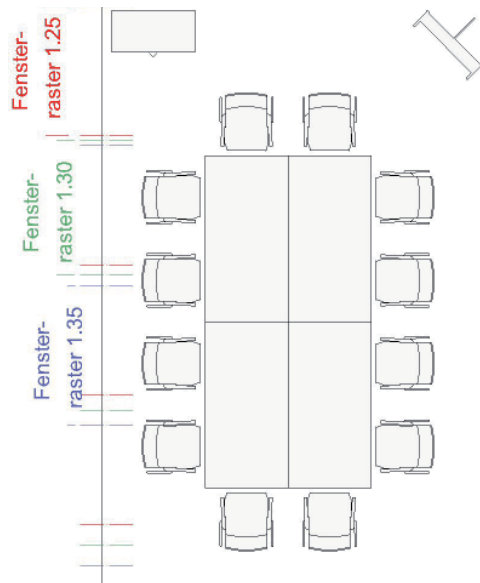 Fenster-
raster 1.25
Fenster-
raster 1.30
Fenster-
raster 1.35